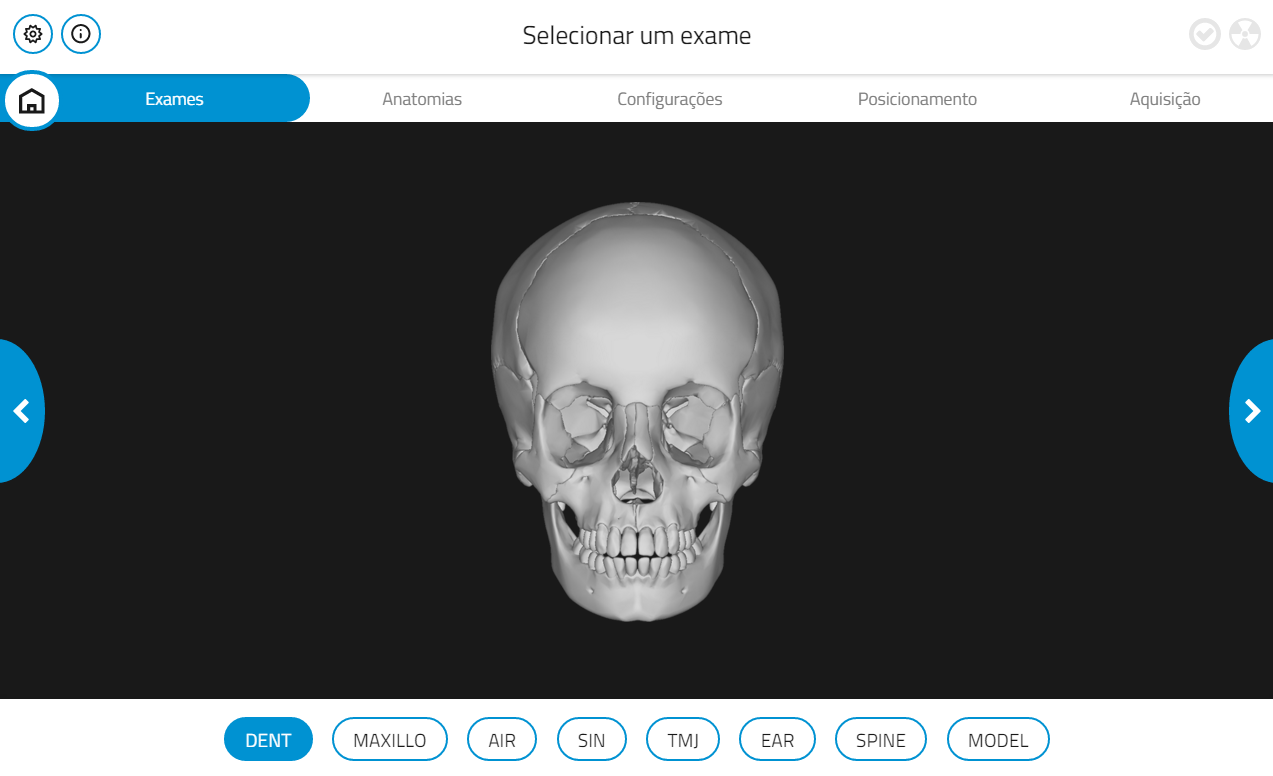 Selecionar um exame
Exames Anatomias Configurações Posicionamento Aquisição
DENT MAXILLO AIR SIN TMJ EAR SPINE MODEL